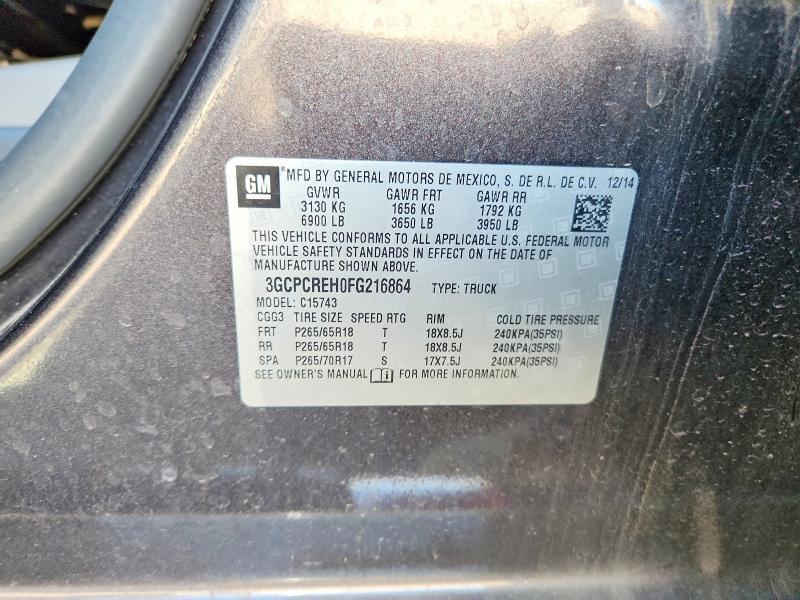 GM MFD BY GENERAL MOTORS DE MEXICO, S. DE R.L. DE C.V. 12/14
GVWR GAWR FRT GAWR RR
3130 KG 1656 KG 1792 KG
6900 LB 3650 LB 3950 LB
THIS VEHICLE CONFORMS TO ALL APPLICABLE U.S. FEDERAL MOTOR
VEHICLE SAFETY STANDARDS IN EFFECT ON THE DATE OF
MANUFACTURE SHOWN ABOVE.
3GCPCREH0FG216864 TYPE: TRUCK
MODEL: C15743
CGG3 TIRE SIZE SPEED RTG RIM COLD TIRE PRESSURE
FRT P265/65R18 T 18X8.5J 240KPA(35PSI)
RR P265/65R18 T 18X8.5J 240KPA(35PSI)
SPA P265/70R17 S 17X7.5J 240KPA(35PSI)
SEE OWNER'S MANUAL FOR MORE INFORMATION.